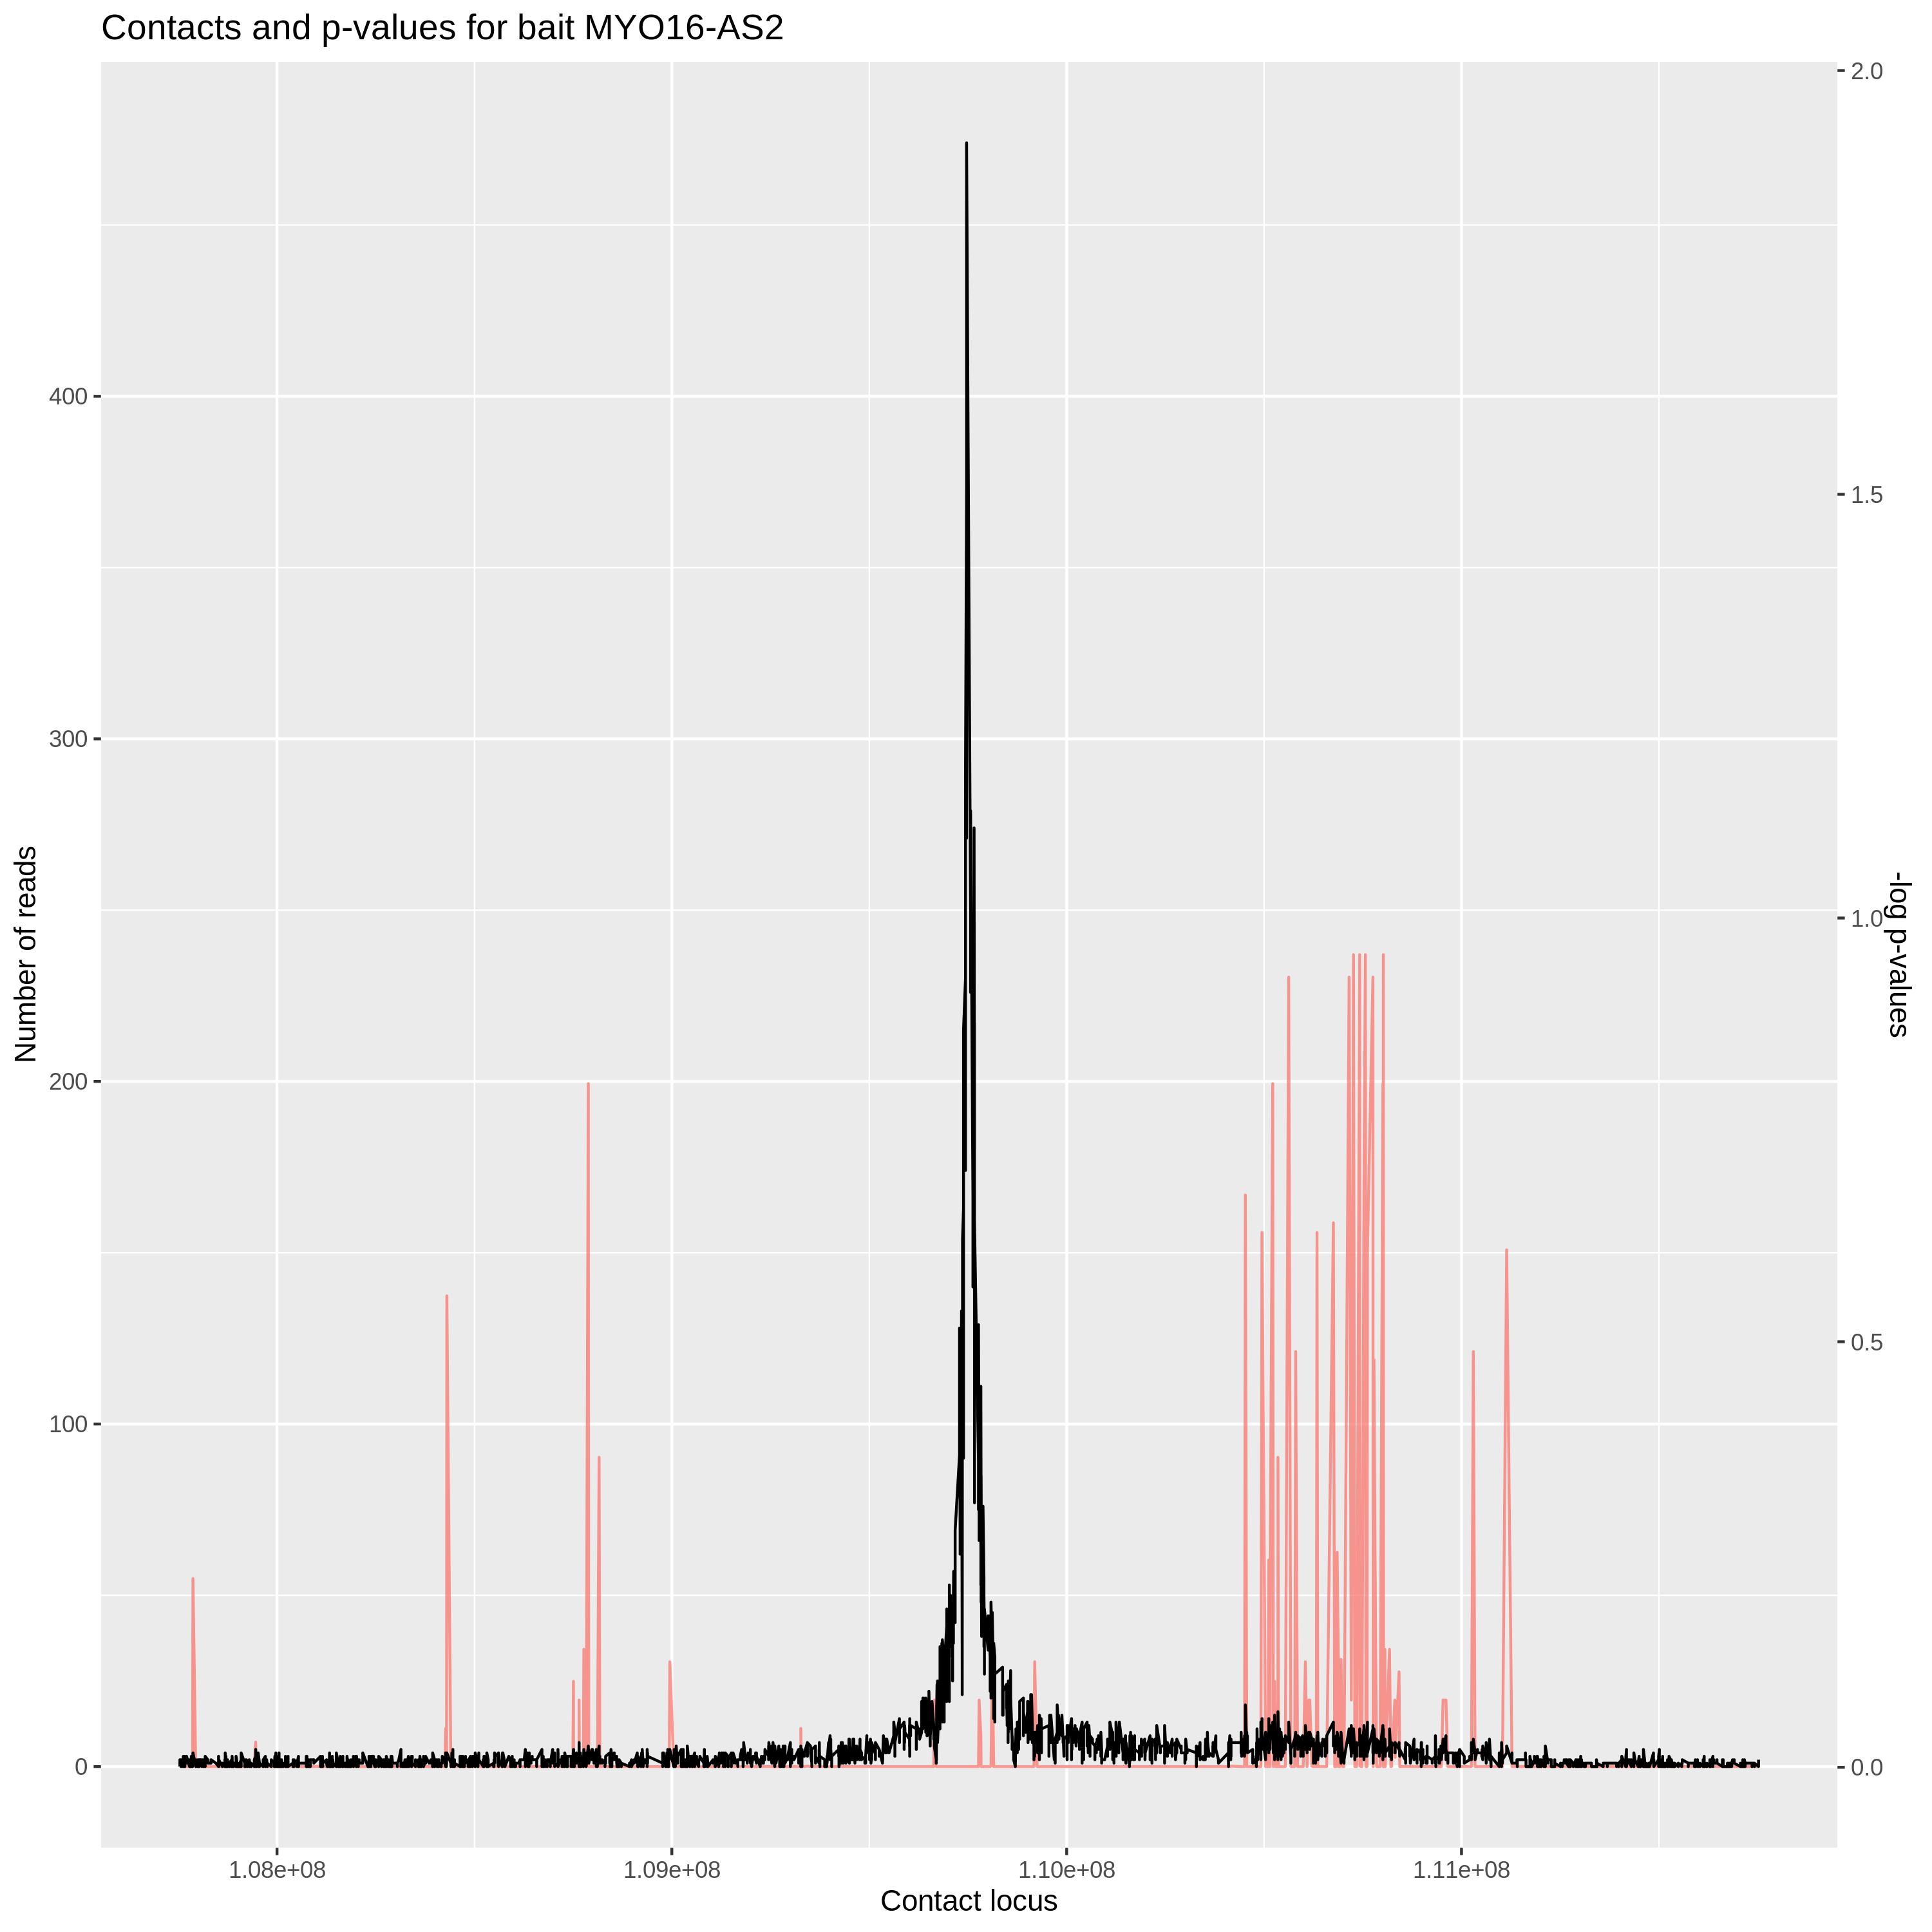 Contacts and p-values for bait MYO16-AS2
2.0
400
1.5
300
1.0
Number of reads
-log p-values
200
0.5
100
0
0.0
1.08e+08
1.09e+08
1.10e+08
1.11e+08
Contact locus